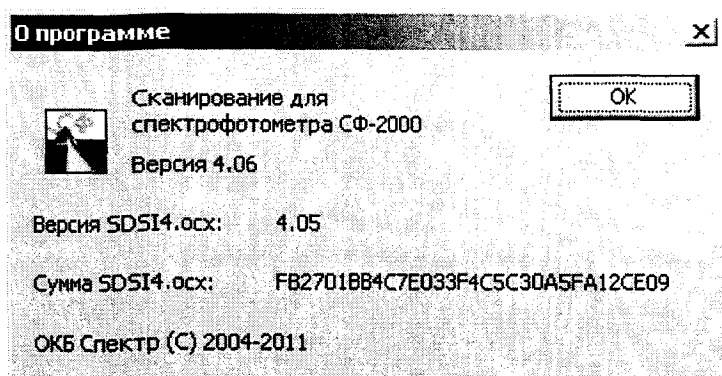 О программе
Сканирование для
спектрофотометра СФ-2000
OK
Версия 4.06
Версия SDSI4.ocx: 4.05
Сумма SDSI4.ocx: FB2701BB4C7E033F4C5C30A5FA12CE09
ОКБ Спектр (C) 2004-2011
СФ